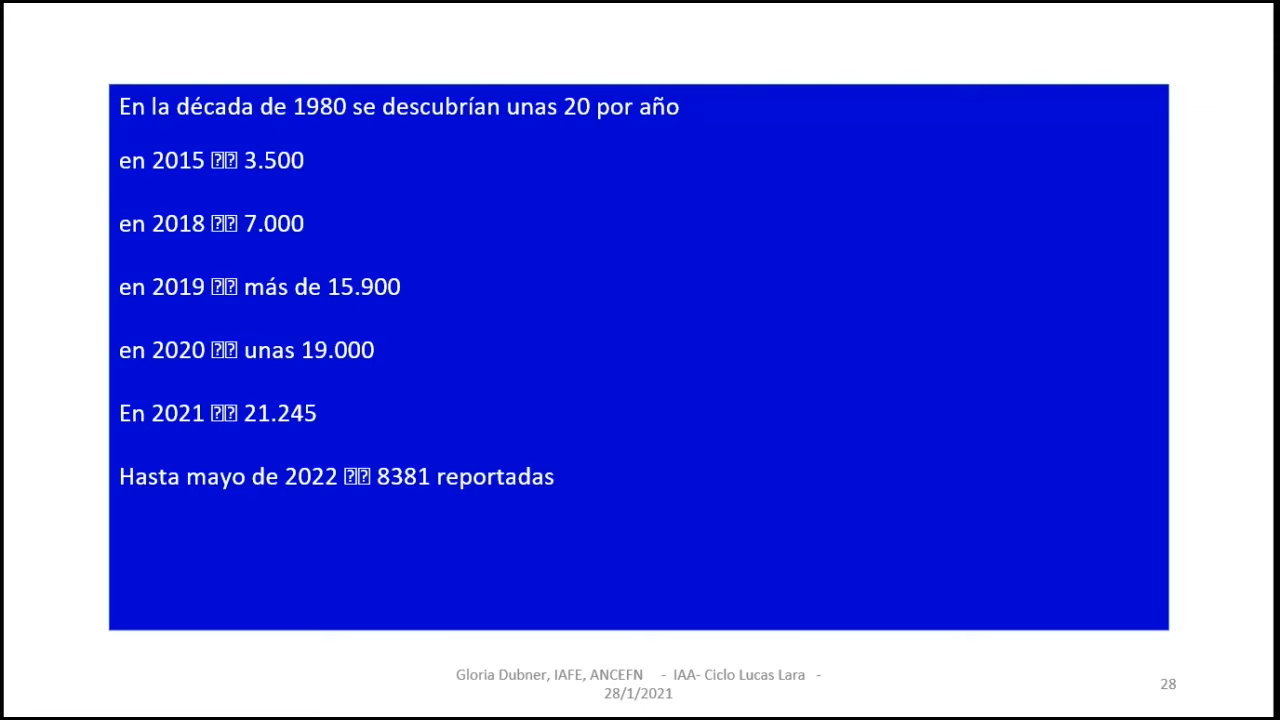 En la década de 1980 se descubrían unas 20 por año
en 2015 �� 3.500
en 2018 �� 7.000
en 2019 �� más de 15.900
en 2020 �� unas 19.000
En 2021 �� 21.245
Hasta mayo de 2022 �� 8381 reportadas
Gloria Dubner, IAFE, ANCEFN - IAA- Ciclo Lucas Lara -
28/1/2021
28